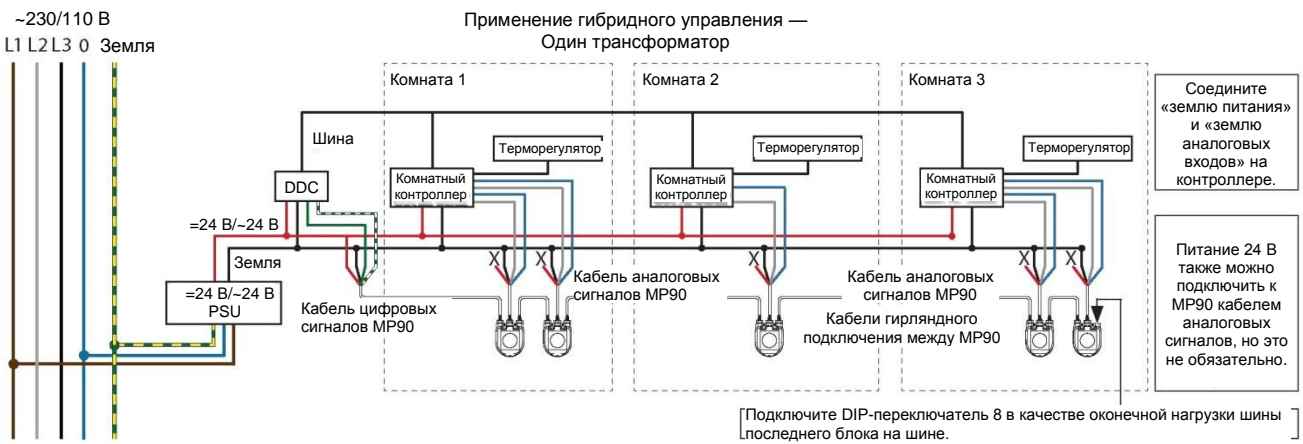 ~230/110 В
L1 L2 L3 0 Земля
Применение гибридного управления —
Один трансформатор
Комната 1
Комната 2
Комната 3
Шина
DDC
Терморегулятор
Терморегулятор
Терморегулятор
Комнатный
контроллер
Комнатный
контроллер
Комнатный
контроллер
=24 В/~24 В
Земля
=24 В/~24 В
PSU
X
X
X
X
X
Кабель цифровых
сигналов MP90
Кабель аналоговых
сигналов MP90
Кабель аналоговых
сигналов MP90
Кабели гирляндного
подключения между MP90
Соедините
«землю питания»
и «землю
аналоговых
входов» на
контроллере.
Питание 24 В
также можно
подключить к
MP90 кабелем
аналоговых
сигналов, но это
не обязательно.
Подключите DIP-переключатель 8 в качестве оконечной нагрузки шины
последнего блока на шине.